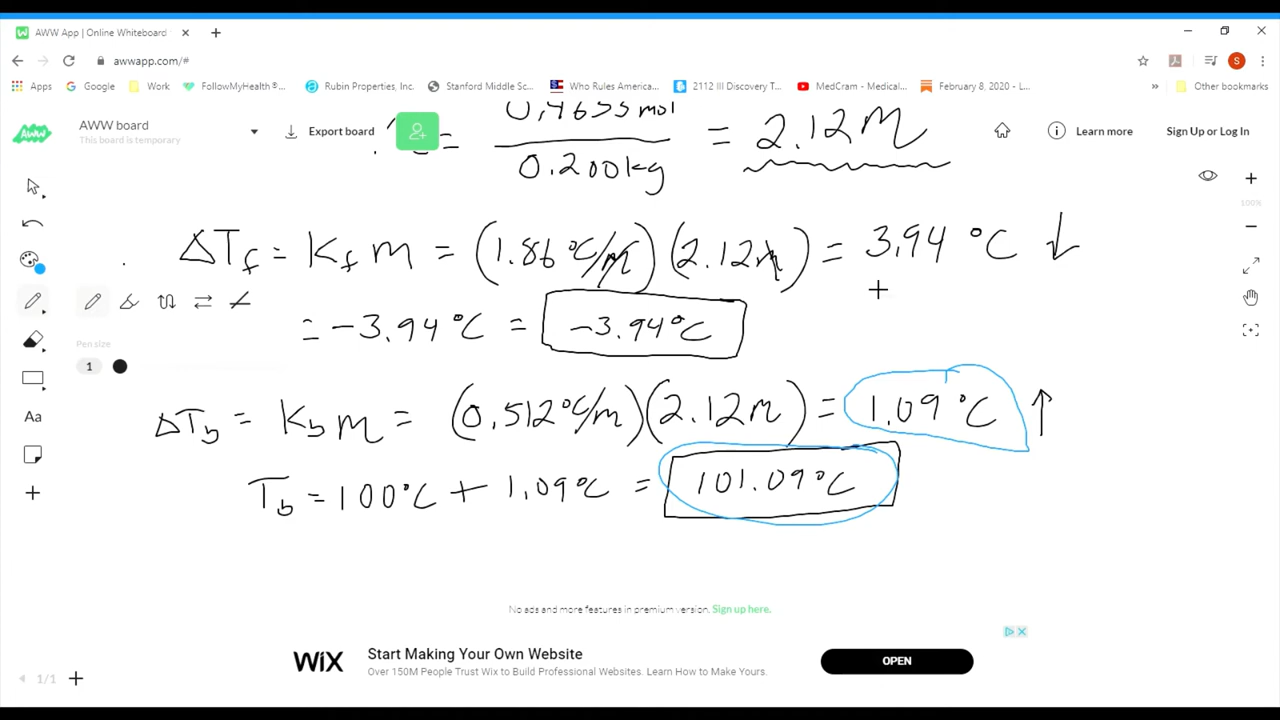 AWW App | Online Whiteboard
awwapp.com/#
Apps Google Work FollowMyHealth®... Rubin Properties, Inc. Stanford Middle Sc... Who Rules America... 2112 III Discovery T... MedCram - Medical... February 8, 2020 - L... » Other bookmarks
AWW board
This board is temporary
Export board
Learn more
Sign Up or Log In
= 0.4655 mol / 0.200 kg = 2.12 m
100%
ΔTf = Kf m = (1.86 °C/m)(2.12 m) = 3.94 °C ↓
= -3.94 °C = -3.94 °C
Pen size
1
ΔTb = Kb m = (0.512 °C/m)(2.12 m) = 1.09 °C ↑
Aa
Tb = 100 °C + 1.09 °C = 101.09 °C
No ads and more features in premium version. Sign up here.
WiX
Start Making Your Own Website
Over 150M People Trust Wix to Build Professional Websites. Learn How to Make Yours.
OPEN
1/1